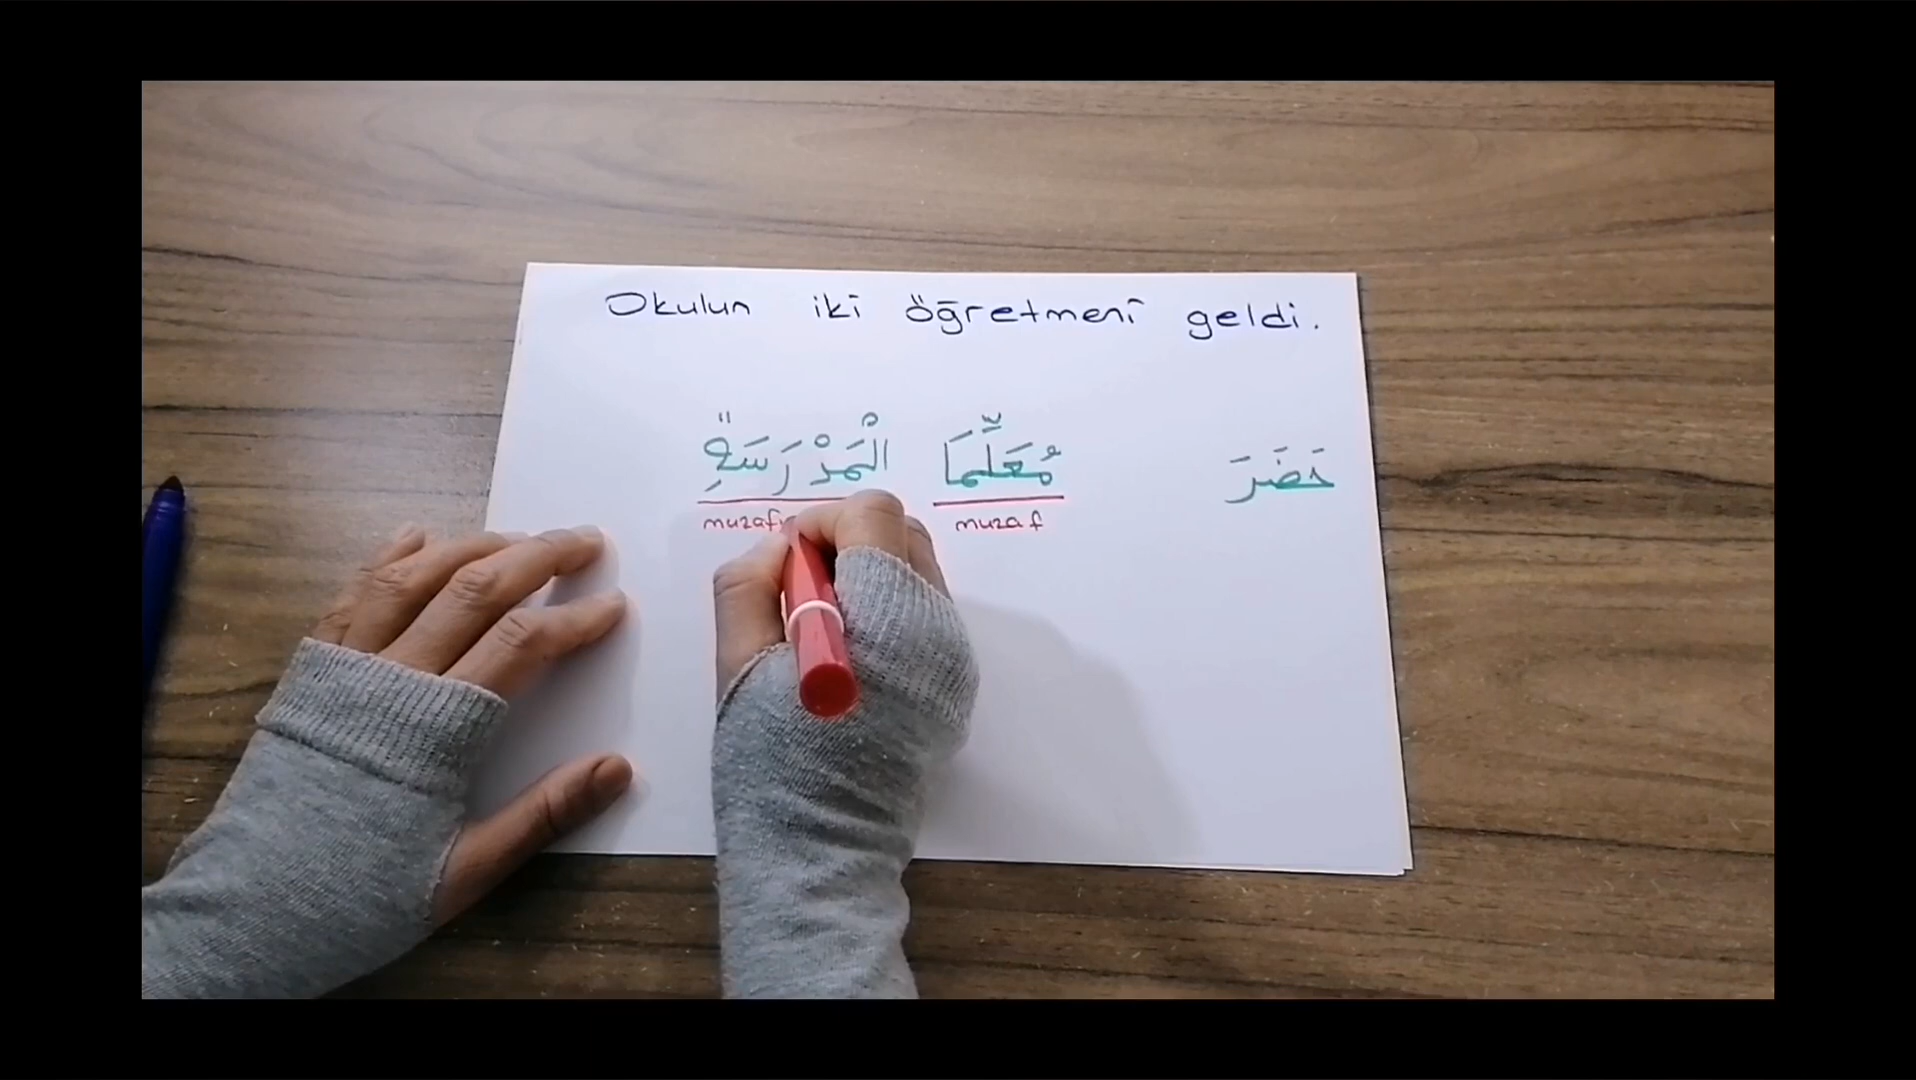 Okulun iki öğretmeni geldi.
حَضَرَ مُعَلِّمَا الْمَدْرَسَةِ
muzaf